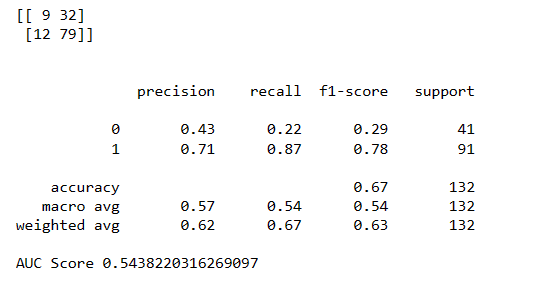 [[ 9 32]
[12 79]]
precision recall f1-score support
0 0.43 0.22 0.29 41
1 0.71 0.87 0.78 91
accuracy 0.67 132
macro avg 0.57 0.54 0.54 132
weighted avg 0.62 0.67 0.63 132
AUC Score 0.5438220316269097